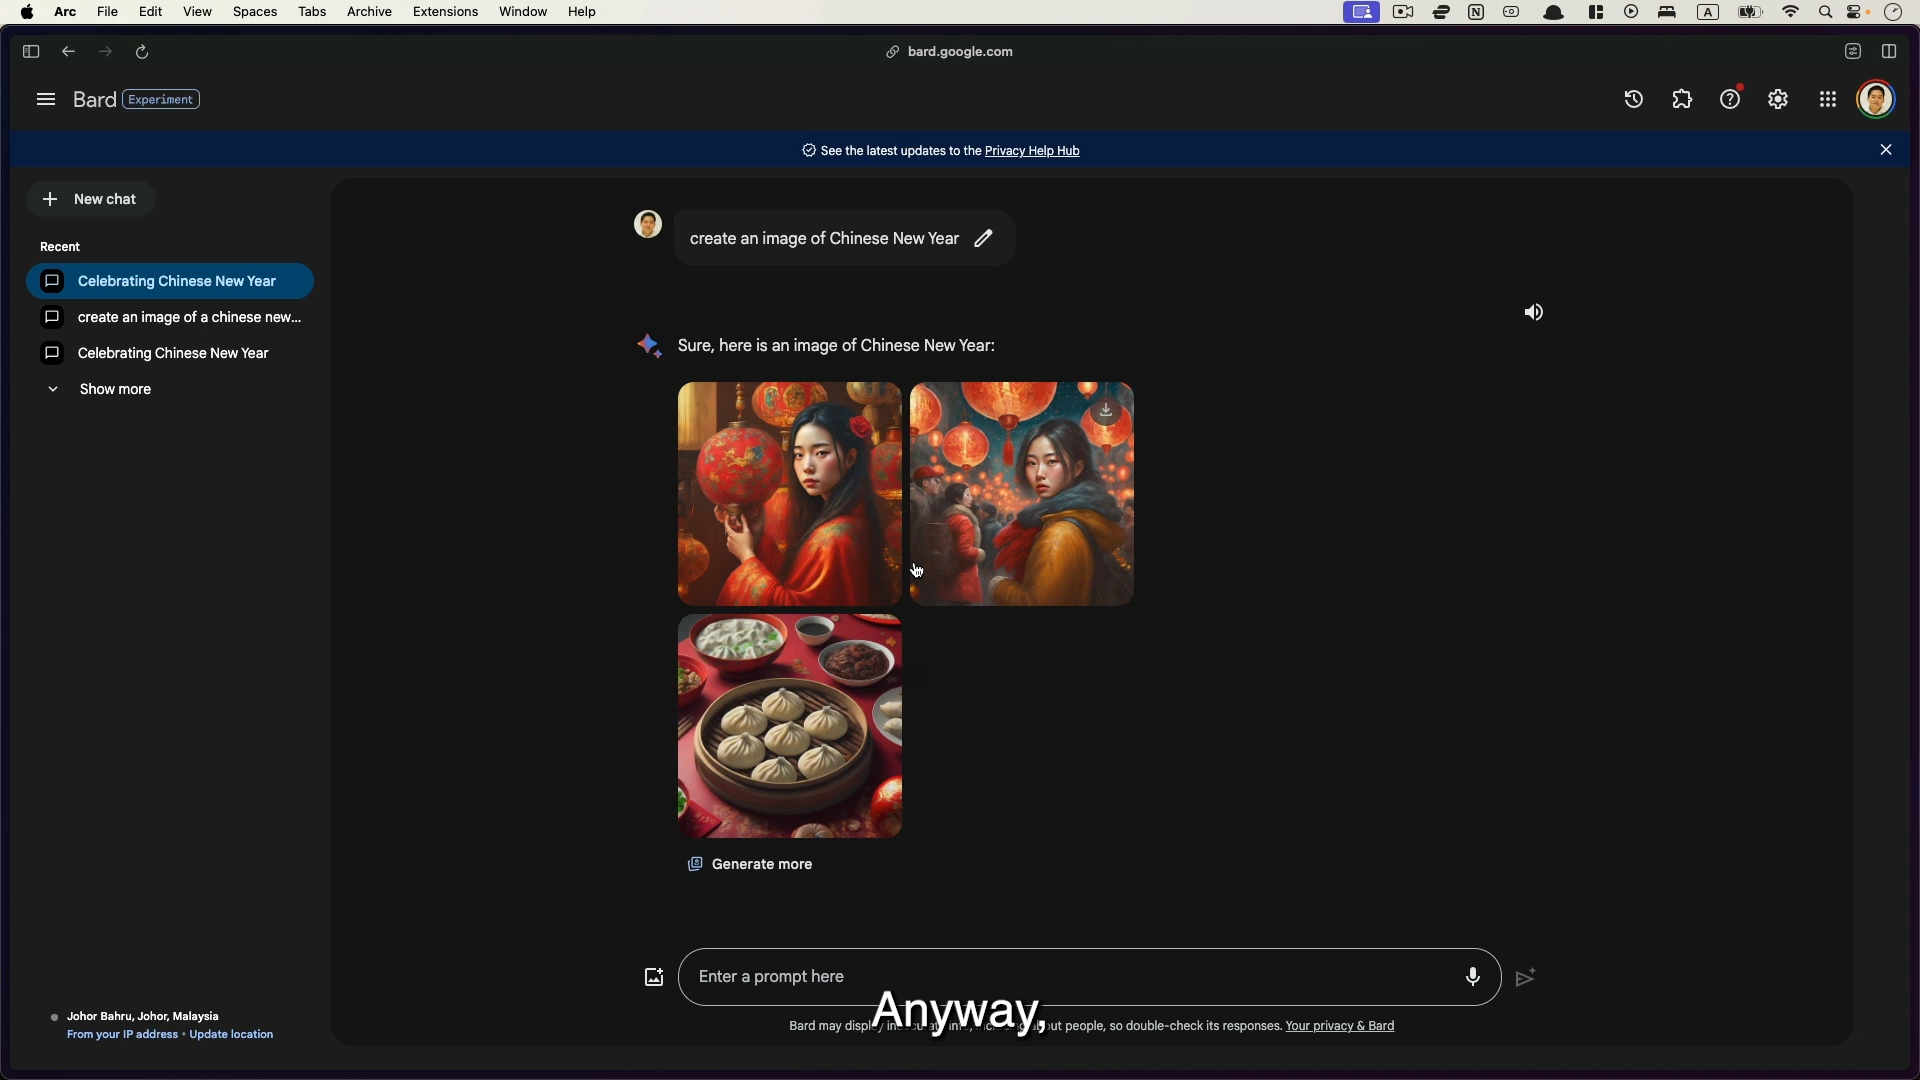 Arc File Edit View Spaces Tabs Archive Extensions Window Help
A
bard.google.com
Bard Experiment
See the latest updates to the Privacy Help Hub
New chat
Recent
Celebrating Chinese New Year
create an image of a chinese new...
Celebrating Chinese New Year
Show more
create an image of Chinese New Year
Sure, here is an image of Chinese New Year:
Generate more
Enter a prompt here
Anyway,
Bard may out people, so double-check its responses. Your privacy & Bard
Johor Bahru, Johor, Malaysia
From your IP address • Update location